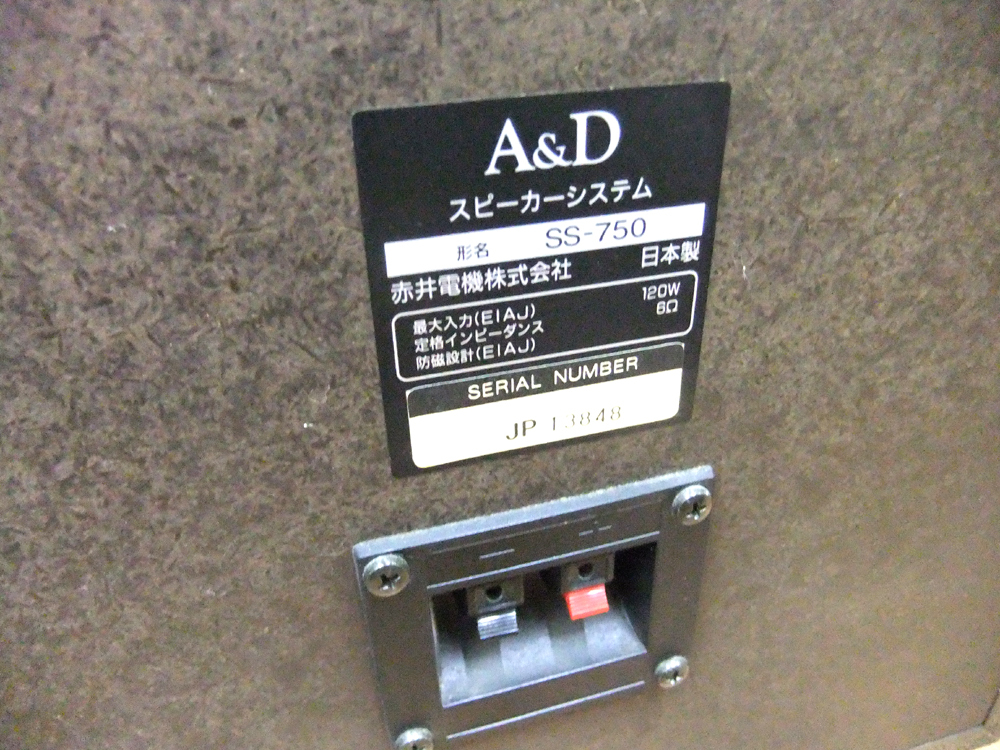 A&D
スピーカーシステム
形名 SS-750
赤井電機株式会社 日本製
最大入力(EIAJ) 120W
定格インピーダンス 6Ω
防磁設計(EIAJ)
SERIAL NUMBER
JP 13848
− +